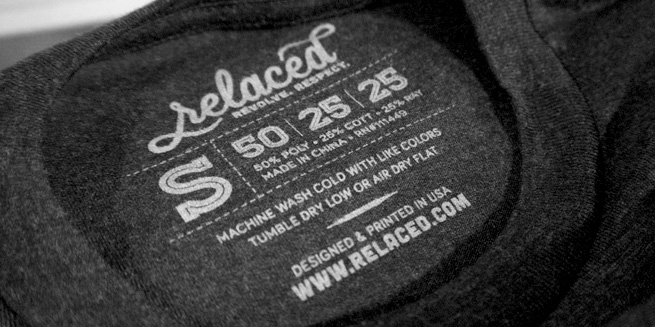 relaced
REVOLVE. RESPECT.
S
50 25 25
50% POLY • 25% COTT • 25% RAY
MADE IN CHINA • RN#111449
MACHINE WASH COLD WITH LIKE COLORS
TUMBLE DRY LOW OR AIR DRY FLAT
DESIGNED & PRINTED IN USA
WWW.RELACED.COM